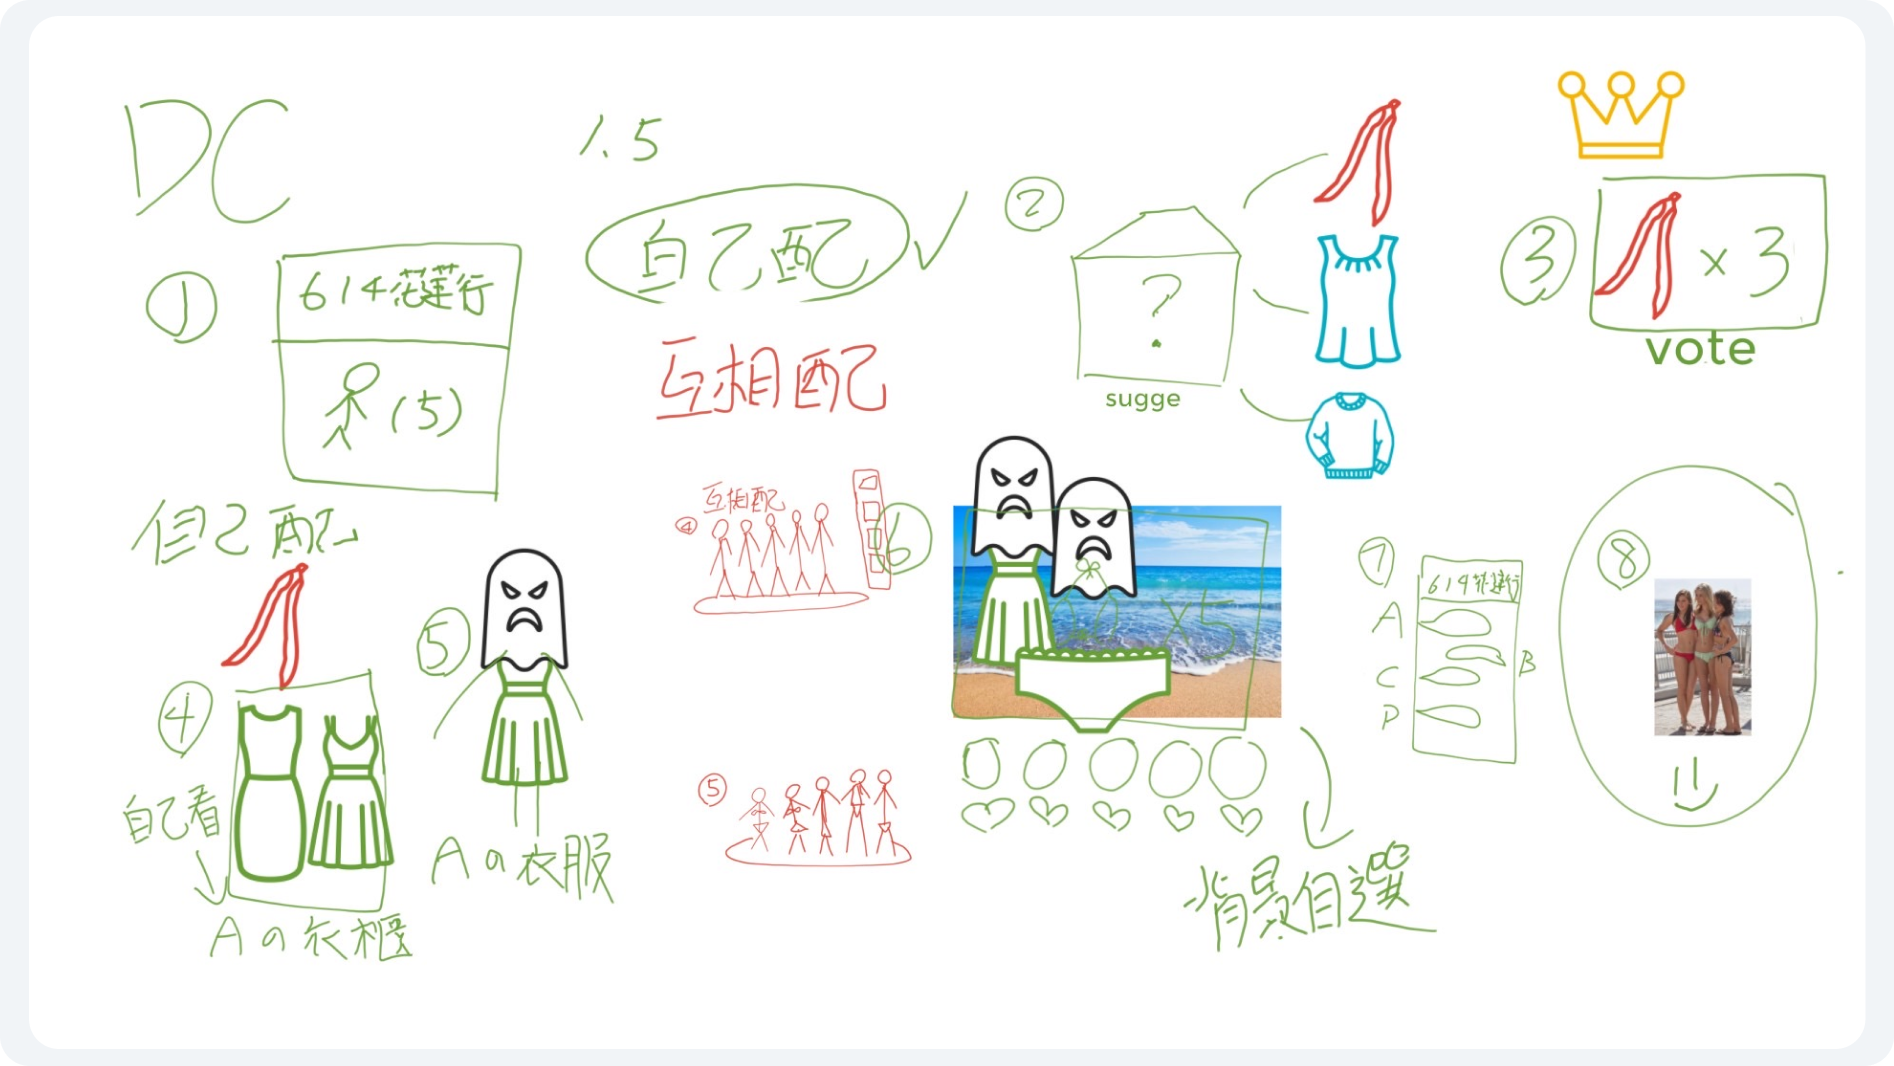 DC
1.5
自己配
互相配
①
614花蓮行
(5)
②
?
sugge
③
× 3
vote
自己配
④
自己看
Aの衣櫃
⑤
Aの衣服
互相配
④
⑤
⑥
×5
背景自選
⑦
614花蓮行
A
B
C
D
⑧